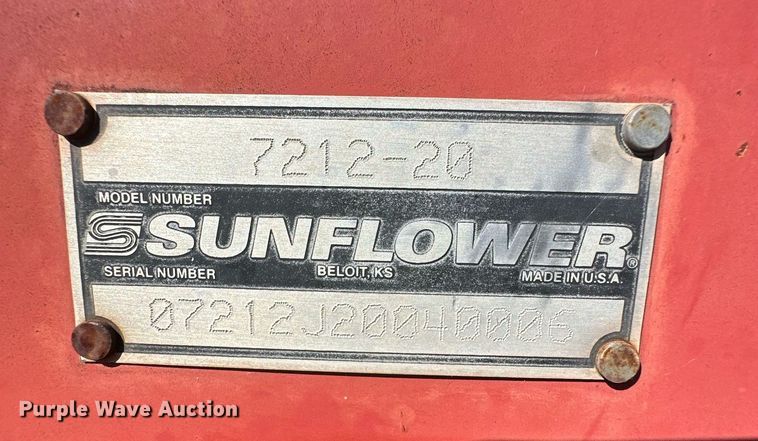 7212-20
MODEL NUMBER
SUNFLOWER®
SERIAL NUMBER BELOIT, KS MADE IN U.S.A.
07212J20040006
Purple Wave Auction